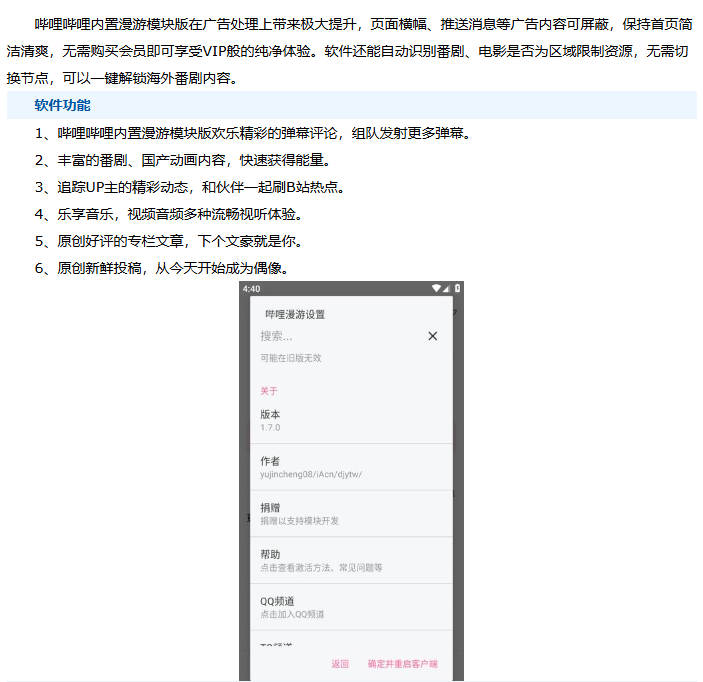 哔哩哔哩内置漫游模块版在广告处理上带来极大提升，页面横幅、推送消息等广告内容可屏蔽，保持首页简
洁清爽，无需购买会员即可享受VIP般的纯净体验。软件还能自动识别番剧、电影是否为区域限制资源，无需切
换节点，可以一键解锁海外番剧内容。
软件功能
1、哔哩哔哩内置漫游模块版欢乐精彩的弹幕评论，组队发射更多弹幕。
2、丰富的番剧、国产动画内容，快速获得能量。
3、追踪UP主的精彩动态，和伙伴一起刷B站热点。
4、乐享音乐，视频音频多种流畅视听体验。
5、原创好评的专栏文章，下个文豪就是你。
6、原创新鲜投稿，从今天开始成为偶像。
4:40
哔哩漫游设置
搜索...
可能在旧版无效
关于
版本
1.7.0
作者
yujincheng08/iAcn/djytw/
捐赠
捐赠以支持模块开发
帮助
点击查看激活方法、常见问题等
QQ频道
点击加入QQ频道
返回 确定并重启客户端